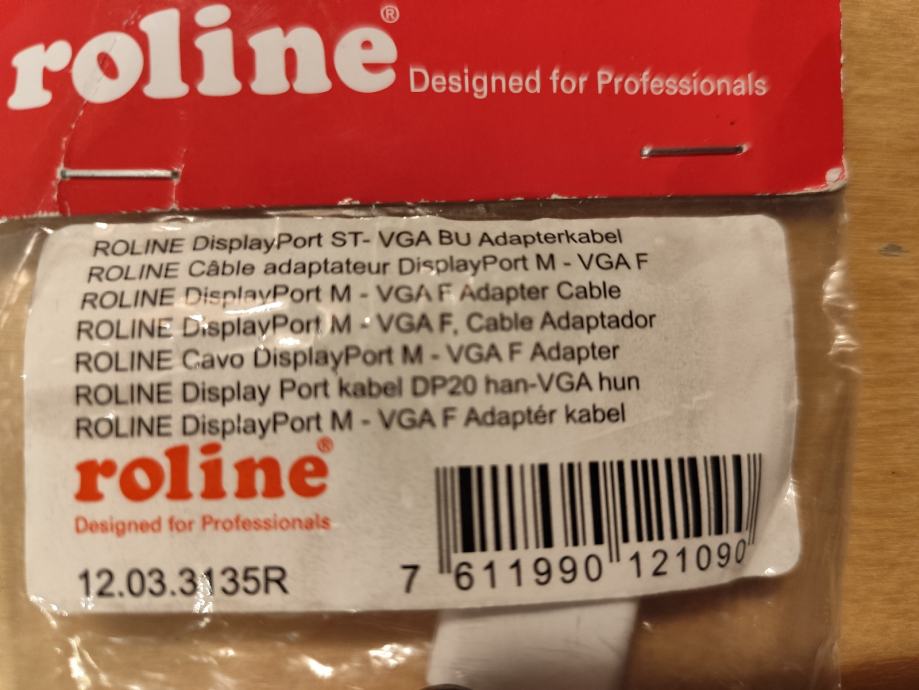 roline®
Designed for Professionals
ROLINE DisplayPort ST- VGA BU Adapterkabel
ROLINE Câble adaptateur DisplayPort M - VGA F
ROLINE DisplayPort M - VGA F Adapter Cable
ROLINE DisplayPort M - VGA F, Cable Adaptador
ROLINE Cavo DisplayPort M - VGA F Adapter
ROLINE Display Port kabel DP20 han-VGA hun
ROLINE DisplayPort M - VGA F Adaptér kabel
roline®
Designed for Professionals
12.03.3135R
7 611990 121090